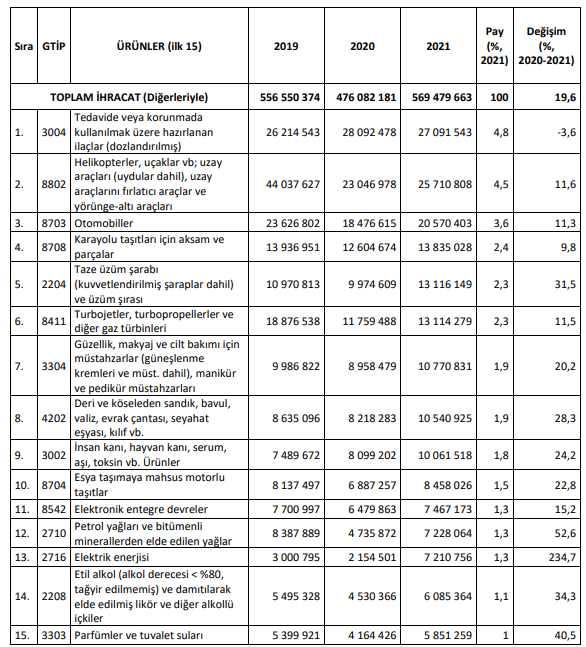 Sıra GTİP ÜRÜNLER (ilk 15) 2019 2020 2021 Pay (%, 2021) Değişim (%, 2020-2021)
TOPLAM İHRACAT (Diğerleriyle) 556 550 374 476 082 181 569 479 663 100 19,6
1. 3004 Tedavide veya korunmada
kullanılmak üzere hazırlanan
ilaçlar (dozlandırılmış) 26 214 543 28 092 478 27 091 543 4,8 -3,6
2. 8802 Helikopterler, uçaklar vb; uzay
araçları (uydular dahil), uzay
araçlarını fırlatıcı araçlar ve
yörünge-altı araçları 44 037 627 23 046 978 25 710 808 4,5 11,6
3. 8703 Otomobiller 23 626 802 18 476 615 20 570 403 3,6 11,3
4. 8708 Karayolu taşıtları için aksam ve
parçalar 13 936 951 12 604 674 13 835 028 2,4 9,8
5. 2204 Taze üzüm şarabı
(kuvvetlendirilmiş şaraplar dahil)
ve üzüm şırası 10 970 813 9 974 609 13 116 149 2,3 31,5
6. 8411 Turbojetler, turbopropellerler ve
diğer gaz türbinleri 18 876 538 11 759 488 13 114 279 2,3 11,5
7. 3304 Güzellik, makyaj ve cilt bakımı için
müstahzarlar (güneşlenme
kremleri ve müst. dahil), manikür
ve pedikür müstahzarları 9 986 822 8 958 479 10 770 831 1,9 20,2
8. 4202 Deri ve köseleden sandık, bavul,
valiz, evrak çantası, seyahat
eşyası, kılıf vb. 8 635 096 8 218 283 10 540 925 1,9 28,3
9. 3002 İnsan kanı, hayvan kanı, serum,
aşı, toksin vb. Ürünler 7 489 672 8 099 202 10 061 518 1,8 24,2
10. 8704 Esya taşımaya mahsus motorlu
taşıtlar 8 137 497 6 887 257 8 458 026 1,5 22,8
11. 8542 Elektronik entegre devreler 7 700 997 6 479 863 7 467 173 1,3 15,2
12. 2710 Petrol yağları ve bitümenli
minerallerden elde edilen yağlar 8 387 889 4 735 872 7 228 064 1,3 52,6
13. 2716 Elektrik enerjisi 3 000 795 2 154 501 7 210 756 1,3 234,7
14. 2208 Etil alkol (alkol derecesi < %80,
tağyir edilmemiş) ve damıtılarak
elde edilmiş likör ve diğer alkollü
içkiler 5 495 328 4 530 366 6 085 364 1,1 34,3
15. 3303 Parfümler ve tuvalet suları 5 399 921 4 164 426 5 851 259 1 40,5